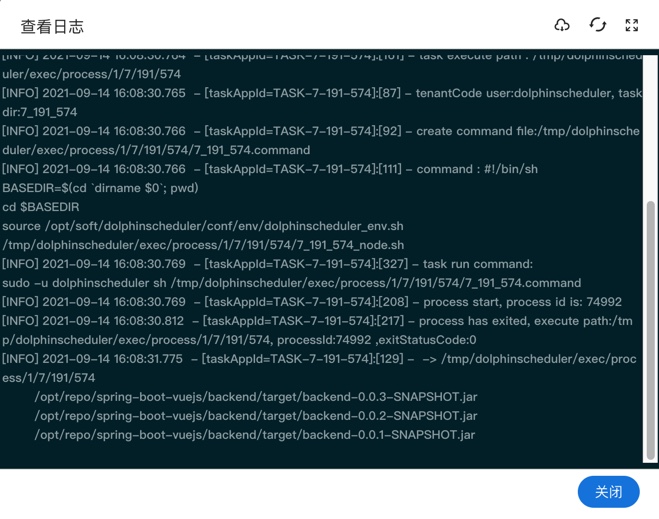 查看日志
[INFO] 2021-09-14 16:08:30.764  - [taskAppId=TASK-7-191-574]:[101] - task execute path : /tmp/dolphinsched
uler/exec/process/1/7/191/574
[INFO] 2021-09-14 16:08:30.765  - [taskAppId=TASK-7-191-574]:[87] - tenantCode user:dolphinscheduler, task
dir:7_191_574
[INFO] 2021-09-14 16:08:30.766  - [taskAppId=TASK-7-191-574]:[92] - create command file:/tmp/dolphinsche
duler/exec/process/1/7/191/574/7_191_574.command
[INFO] 2021-09-14 16:08:30.766  - [taskAppId=TASK-7-191-574]:[111] - command : #!/bin/sh
BASEDIR=$(cd `dirname $0`; pwd)
cd $BASEDIR
source /opt/soft/dolphinscheduler/conf/env/dolphinscheduler_env.sh
/tmp/dolphinscheduler/exec/process/1/7/191/574/7_191_574_node.sh
[INFO] 2021-09-14 16:08:30.769  - [taskAppId=TASK-7-191-574]:[327] - task run command:
sudo -u dolphinscheduler sh /tmp/dolphinscheduler/exec/process/1/7/191/574/7_191_574.command
[INFO] 2021-09-14 16:08:30.769  - [taskAppId=TASK-7-191-574]:[208] - process start, process id is: 74992
[INFO] 2021-09-14 16:08:30.812  - [taskAppId=TASK-7-191-574]:[217] - process has exited, execute path:/tm
p/dolphinscheduler/exec/process/1/7/191/574, processId:74992 ,exitStatusCode:0
[INFO] 2021-09-14 16:08:31.775  - [taskAppId=TASK-7-191-574]:[129] -  -> /tmp/dolphinscheduler/exec/proc
ess/1/7/191/574
/opt/repo/spring-boot-vuejs/backend/target/backend-0.0.3-SNAPSHOT.jar
/opt/repo/spring-boot-vuejs/backend/target/backend-0.0.2-SNAPSHOT.jar
/opt/repo/spring-boot-vuejs/backend/target/backend-0.0.1-SNAPSHOT.jar
关闭